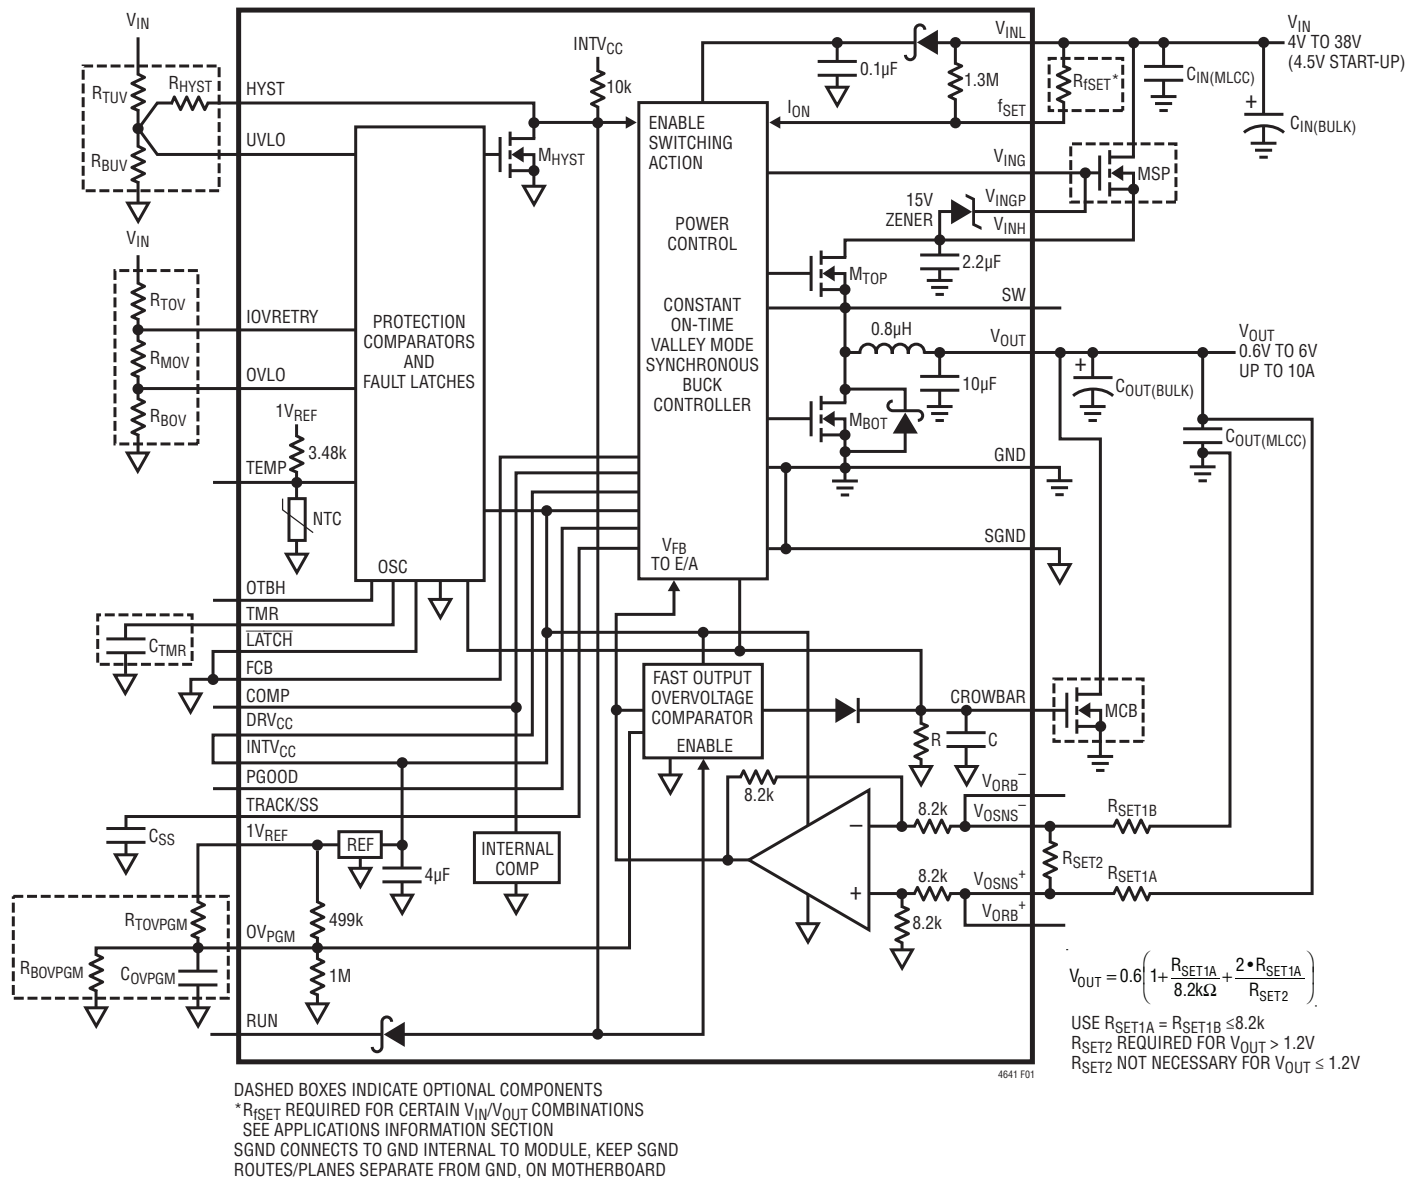 VIN
RTUV
RHYST
RBUV
HYST
UVLO
VIN
RTOV
RMOV
RBOV
IOVRETRY
OVLO
1VREF
3.48k
TEMP
NTC
PROTECTION
COMPARATORS
AND
FAULT LATCHES
OSC
INTVCC
10k
MHYST
ENABLE
SWITCHING
ACTION
POWER
CONTROL
CONSTANT
ON-TIME
VALLEY MODE
SYNCHRONOUS
BUCK
CONTROLLER
VFB
TO E/A
0.1µF
1.3M
ION
VINL
fSET
RfSET*
CIN(MLCC)
CIN(BULK)
+
VIN
4V TO 38V
(4.5V START-UP)
VING
MSP
15V
ZENER
VINGP
VINH
2.2µF
MTOP
SW
0.8µH
VOUT
10µF
MBOT
GND
SGND
VOUT
0.6V TO 6V
UP TO 10A
+
COUT(BULK)
COUT(MLCC)
OTBH
TMR
CTMR
LATCH
FCB
COMP
DRVCC
INTVCC
PGOOD
TRACK/SS
CSS
1VREF
REF
4µF
INTERNAL
COMP
FAST OUTPUT
OVERVOLTAGE
COMPARATOR
ENABLE
CROWBAR
R
C
MCB
8.2k
–
+
8.2k
8.2k
8.2k
VORB–
VOSNS–
VOSNS+
VORB+
RSET1B
RSET2
RSET1A
RTOVPGM
RBOVPGM
COVPGM
OVPGM
499k
1M
RUN
VOUT = 0.6(1+ RSET1A/8.2kΩ + 2•RSET1A/RSET2)
USE RSET1A = RSET1B ≤8.2k
RSET2 REQUIRED FOR VOUT > 1.2V
RSET2 NOT NECESSARY FOR VOUT ≤ 1.2V
4641 F01
DASHED BOXES INDICATE OPTIONAL COMPONENTS
*RfSET REQUIRED FOR CERTAIN VIN/VOUT COMBINATIONS
SEE APPLICATIONS INFORMATION SECTION
SGND CONNECTS TO GND INTERNAL TO MODULE, KEEP SGND
ROUTES/PLANES SEPARATE FROM GND, ON MOTHERBOARD